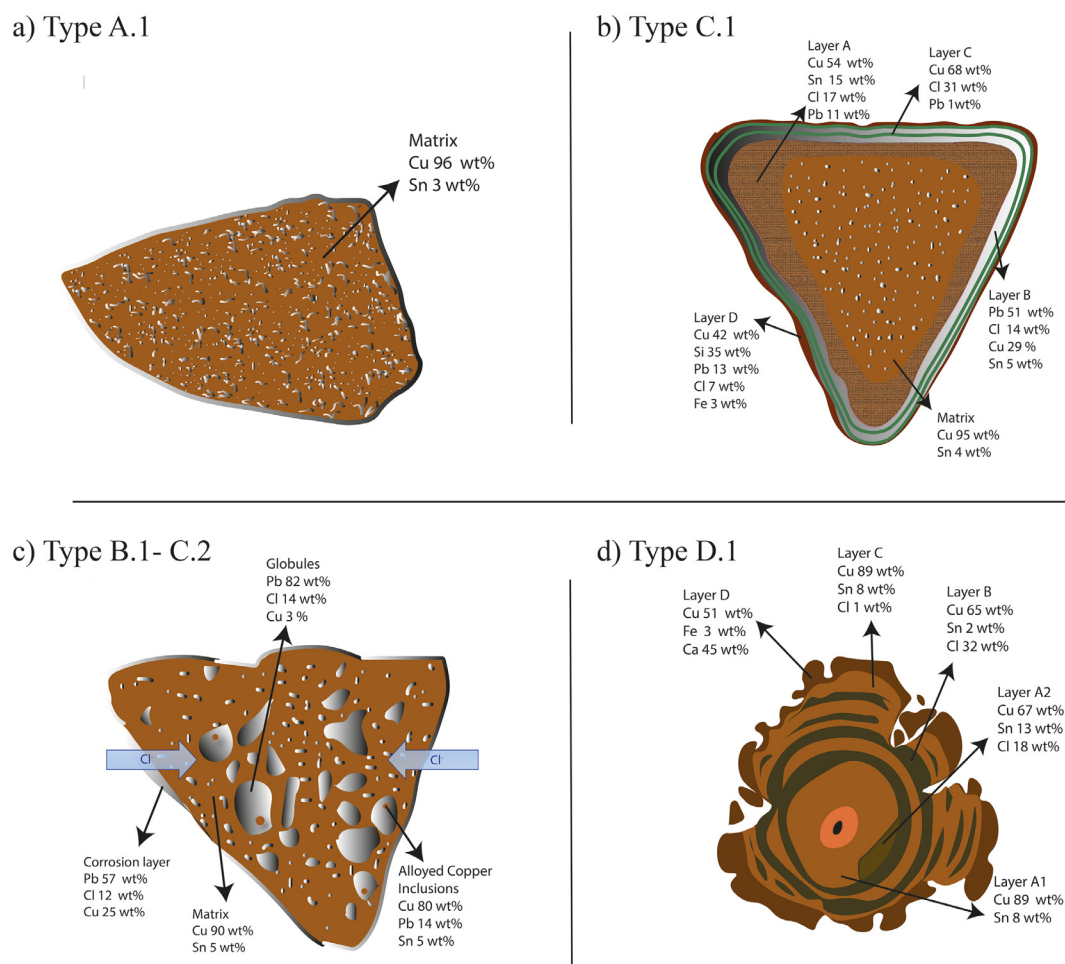 a) Type A.1
Matrix
Cu 96 wt%
Sn 3 wt%
b) Type C.1
Layer A
Cu 54 wt%
Sn 15 wt%
Cl 17 wt%
Pb 11 wt%
Layer C
Cu 68 wt%
Cl 31 wt%
Pb 1wt%
Layer B
Pb 51 wt%
Cl 14 wt%
Cu 29 %
Sn 5 wt%
Layer D
Cu 42 wt%
Si 35 wt%
Pb 13 wt%
Cl 7 wt%
Fe 3 wt%
Matrix
Cu 95 wt%
Sn 4 wt%
c) Type B.1- C.2
Globules
Pb 82 wt%
Cl 14 wt%
Cu 3 %
Cl
Cl⁻
Corrosion layer
Pb 57 wt%
Cl 12 wt%
Cu 25 wt%
Matrix
Cu 90 wt%
Sn 5 wt%
Alloyed Copper
Inclusions
Cu 80 wt%
Pb 14 wt%
Sn 5 wt%
d) Type D.1
Layer C
Cu 89 wt%
Sn 8 wt%
Cl 1 wt%
Layer D
Cu 51 wt%
Fe 3 wt%
Ca 45 wt%
Layer B
Cu 65 wt%
Sn 2 wt%
Cl 32 wt%
Layer A2
Cu 67 wt%
Sn 13 wt%
Cl 18 wt%
Layer A1
Cu 89 wt%
Sn 8 wt%